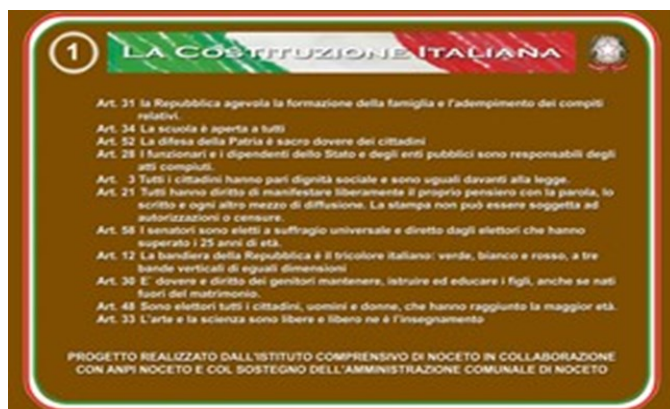 1 LA COSTITUZIONE ITALIANA
Art. 31 la Repubblica agevola la formazione della famiglia e l'adempimento dei compiti
relativi.
Art. 34 La scuola è aperta a tutti
Art. 52 La difesa della Patria è sacro dovere dei cittadini
Art. 28 I funzionari e i dipendenti dello Stato e degli enti pubblici sono responsabili degli
atti compiuti.
Art. 3 Tutti i cittadini hanno pari dignità sociale e sono uguali davanti alla legge.
Art. 21 Tutti hanno diritto di manifestare liberamente il proprio pensiero con la parola, lo
scritto e ogni altro mezzo di diffusione. La stampa non può essere soggetta ad
autorizzazioni o censure.
Art. 58 I senatori sono eletti a suffragio universale e diretto dagli elettori che hanno
superato i 25 anni di età.
Art. 12 La bandiera della Repubblica è il tricolore italiano: verde, bianco e rosso, a tre
bande verticali di eguali dimensioni
Art. 30 E' dovere e diritto dei genitori mantenere, istruire ed educare i figli, anche se nati
fuori del matrimonio.
Art. 48 Sono elettori tutti i cittadini, uomini e donne, che hanno raggiunto la maggior età.
Art. 33 L'arte e la scienza sono libere e libero ne è l'insegnamento
PROGETTO REALIZZATO DALL'ISTITUTO COMPRENSIVO DI NOCETO IN COLLABORAZIONE
CON ANPI NOCETO E COL SOSTEGNO DELL'AMMINISTRAZIONE COMUNALE DI NOCETO